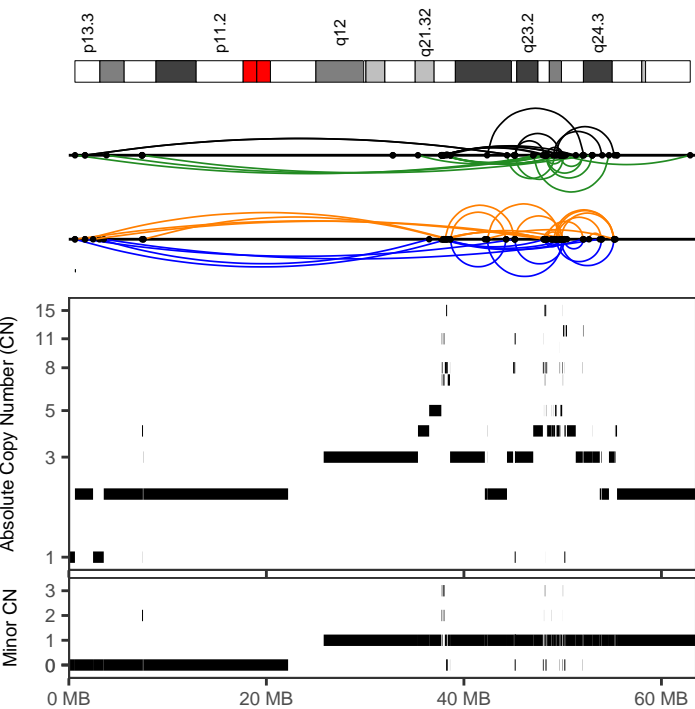 p13.3 p11.2 q12 q21.32 q23.2 q24.3
Absolute Copy Number (CN)
15
11
8
5
3
1
Minor CN
3
2
1
0
0 MB 20 MB 40 MB 60 MB